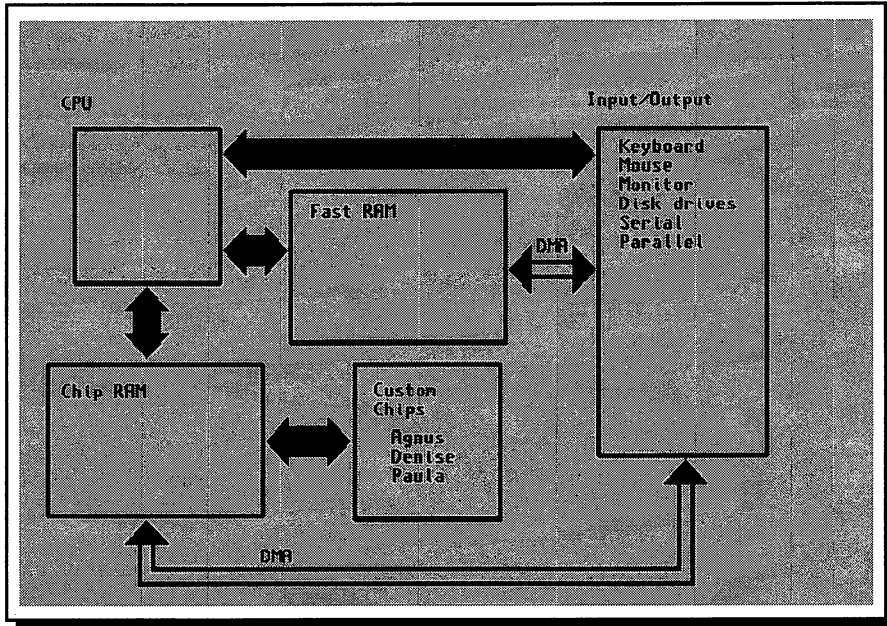 CPU
Input/Output
Keyboard
Mouse
Monitor
Disk drives
Serial
Parallel
Fast RAM
DMA
Chip RAM
Custom
Chips
Agnus
Denise
Paula
DMA